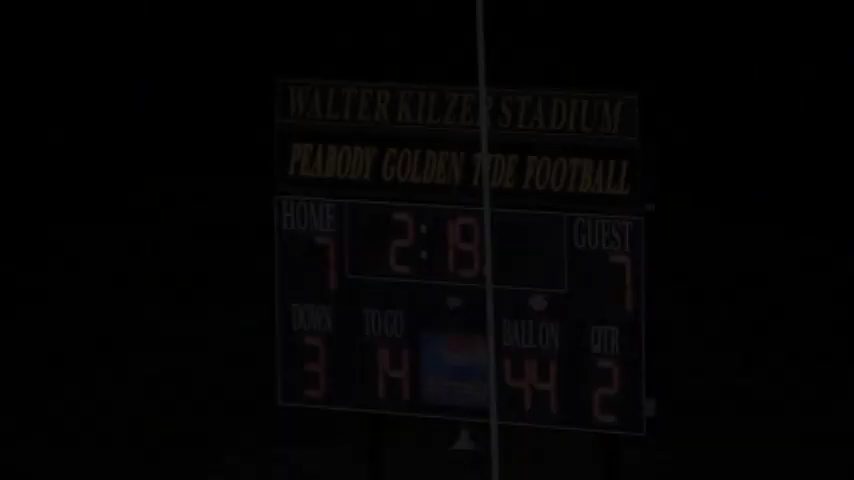 WALTER KILZER STADIUM
PEABODY GOLDEN TIDE FOOTBALL
HOME 2:19 GUEST
7 7
DOWN TO GO BALL ON QTR
3 14 44 2